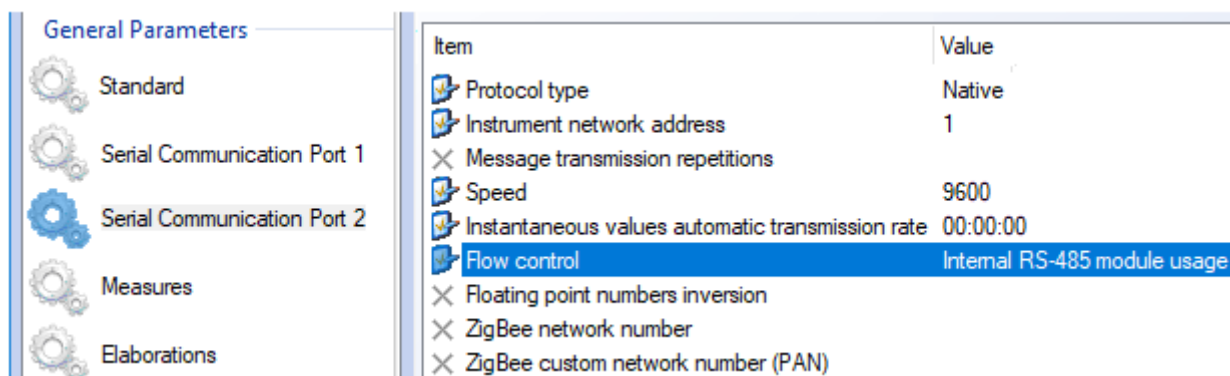 General Parameters
Standard
Serial Communication Port 1
Serial Communication Port 2
Measures
Elaborations
Item Value
Protocol type Native
Instrument network address 1
Message transmission repetitions
Speed 9600
Instantaneous values automatic transmission rate 00:00:00
Flow control Internal RS-485 module usage
Floating point numbers inversion
ZigBee network number
ZigBee custom network number (PAN)